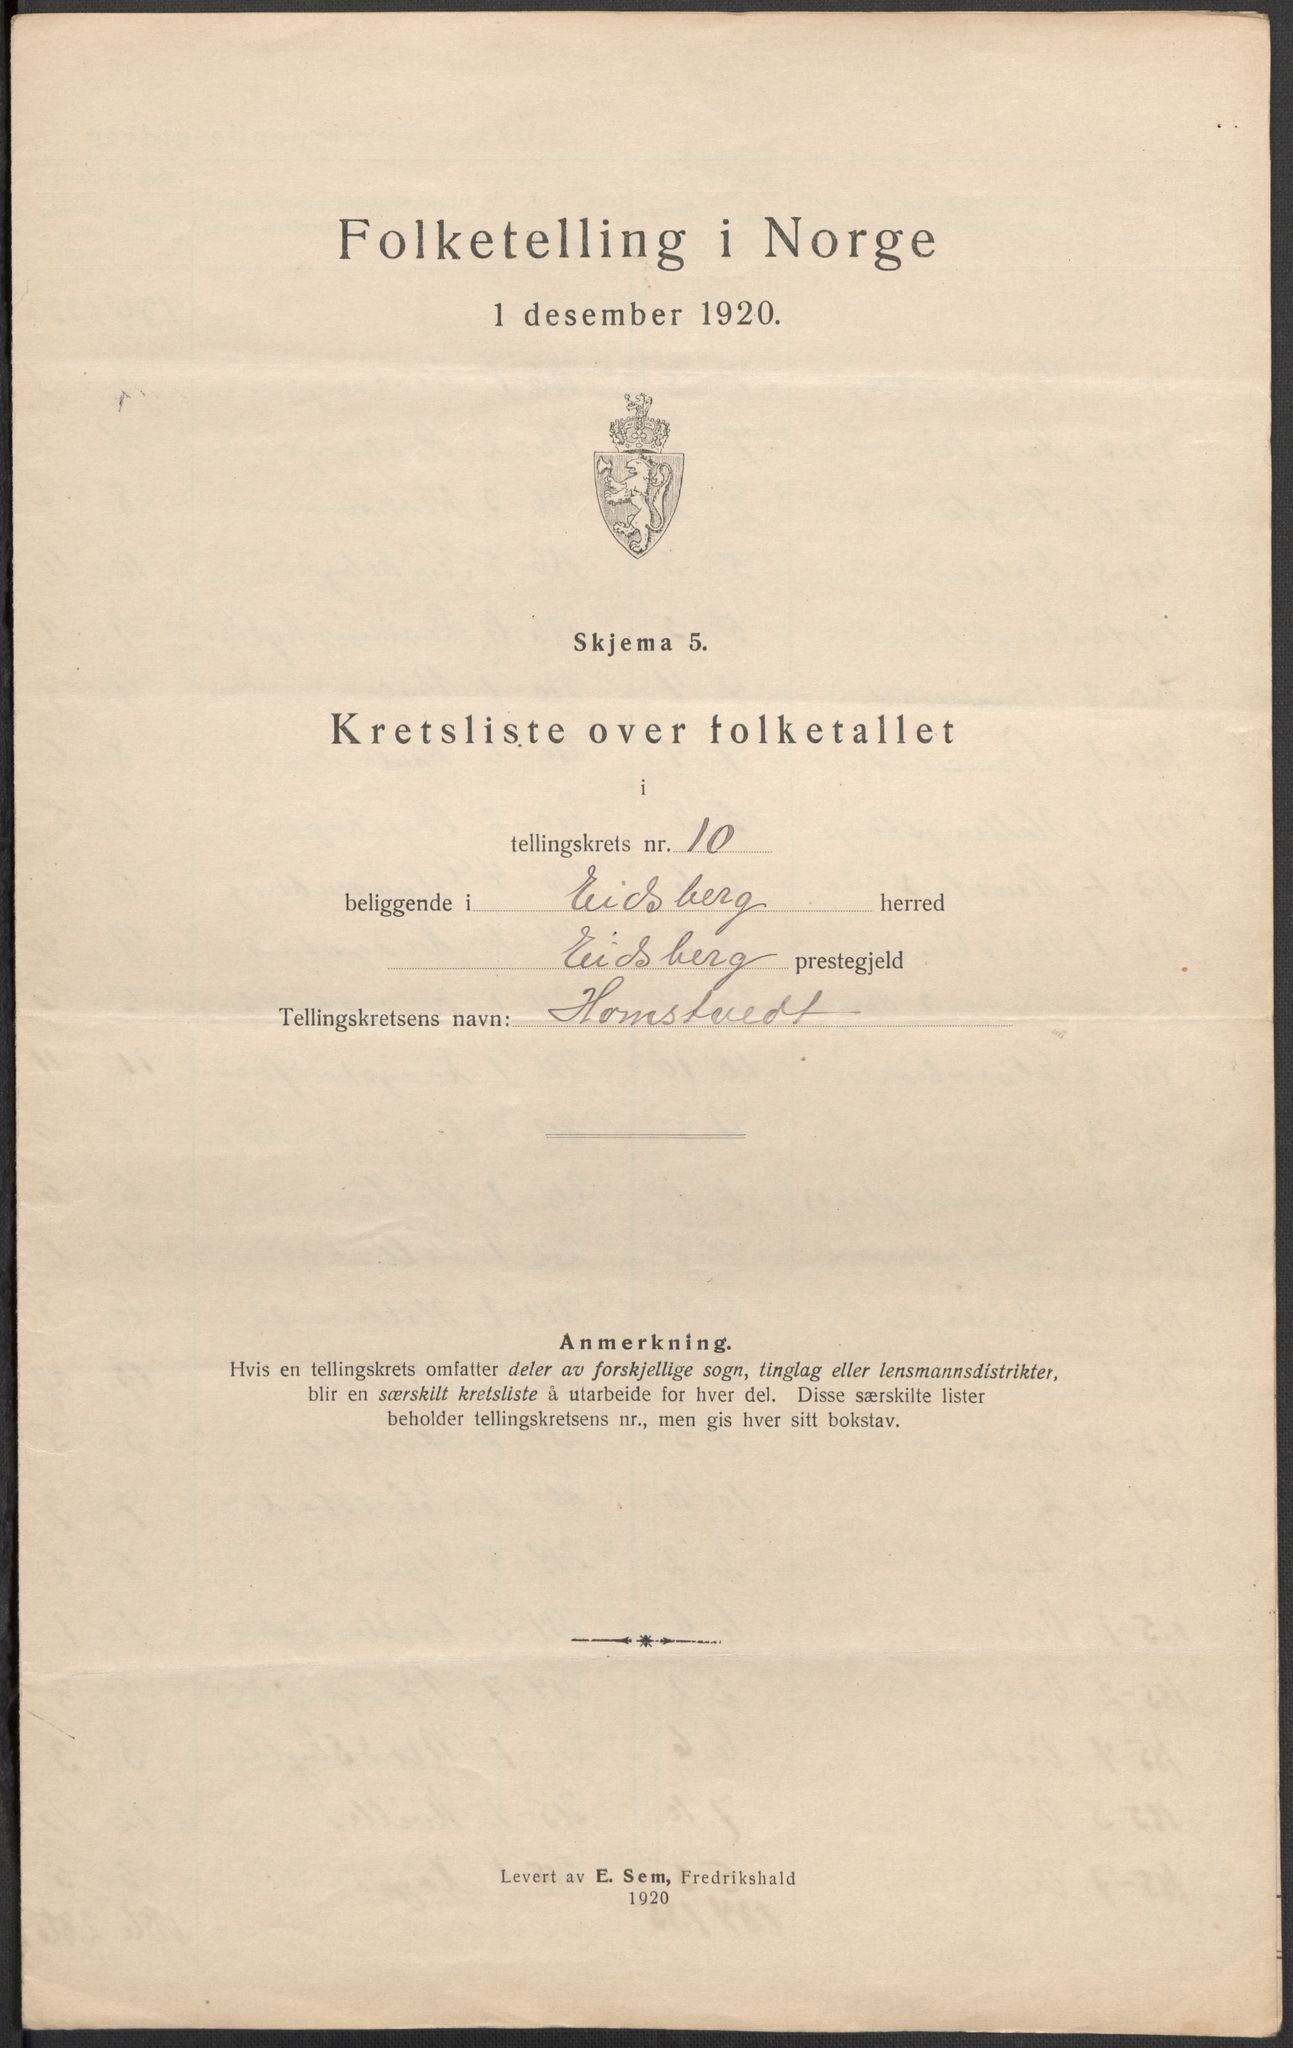 Folketelling i Norge
1 desember 1920.
Skjema 5.
Kretsliste over folketallet
i
tellingskrets nr. 10
beliggende i Eidsberg herred
Eidsberg prestegjeld
Tellingskretsens navn: Homstvedt
Anmerkning.
Hvis en tellingskrets omfatter deler av forskjellige sogn, tinglag eller lensmannsdistrikter,
blir en særskilt kretsliste å utarbeide for hver del. Disse særskilte lister
beholder tellingskretsens nr., men gis hver sitt bokstav.
Levert av E. Sem, Fredrikshald
1920